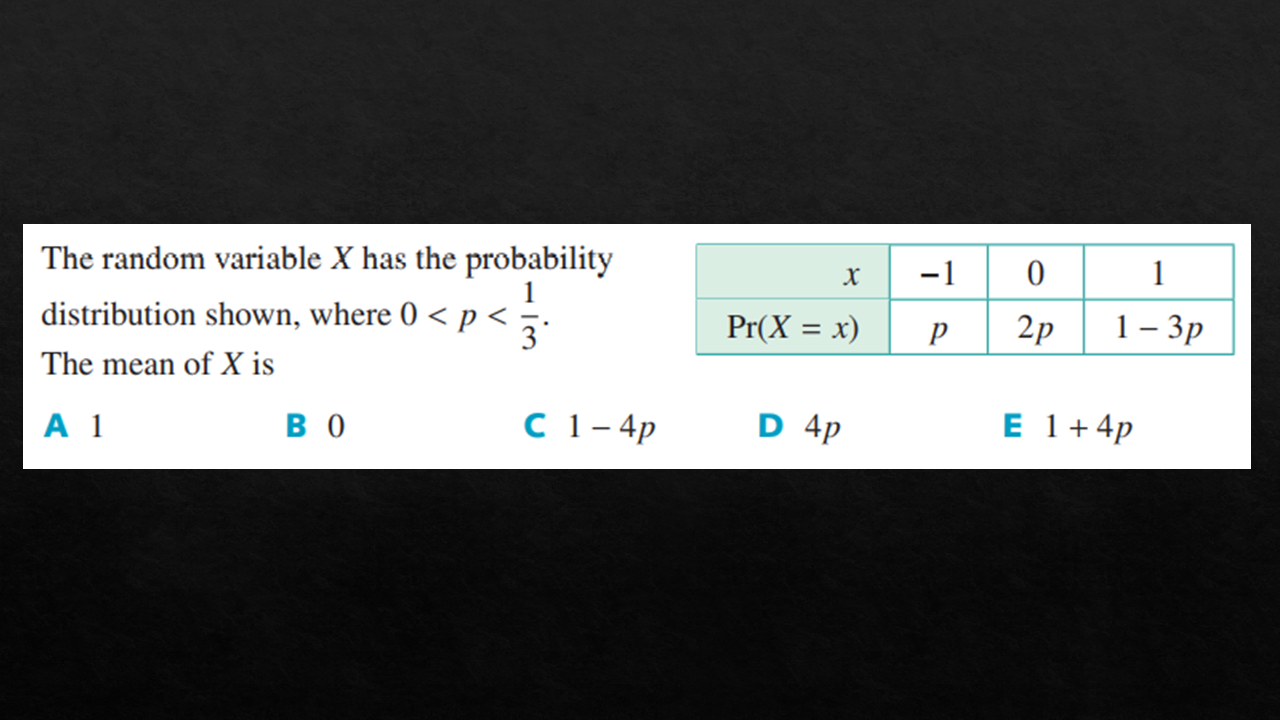 The random variable X has the probability
distribution shown, where 0 < p < 1/3.
The mean of X is
x −1 0 1
Pr(X = x) p 2p 1 − 3p
A 1 B 0 C 1 − 4p D 4p E 1 + 4p